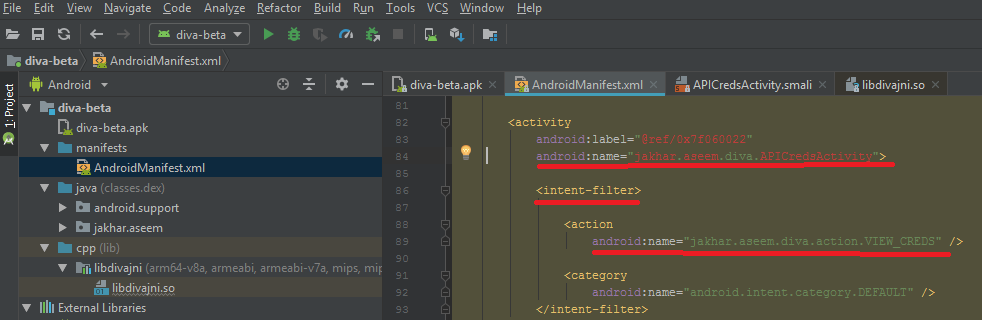 File Edit View Navigate Code Analyze Refactor Build Run Tools VCS Window Help
diva-beta
diva-beta AndroidManifest.xml
1: Project
Android
diva-beta
diva-beta.apk
manifests
AndroidManifest.xml
java (classes.dex)
android.support
jakhar.aseem
cpp (lib)
libdivajni (arm64-v8a, armeabi, armeabi-v7a, mips, mip
libdivajni.so
External Libraries
diva-beta.apk AndroidManifest.xml APICredsActivity.smali libdivajni.so
81
82 <activity
83 android:label="@ref/0x7f060022"
84 android:name="jakhar.aseem.diva.APICredsActivity">
85
86 <intent-filter>
87
88 <action
89 android:name="jakhar.aseem.diva.action.VIEW_CREDS" />
90
91 <category
92 android:name="android.intent.category.DEFAULT" />
93 </intent-filter>